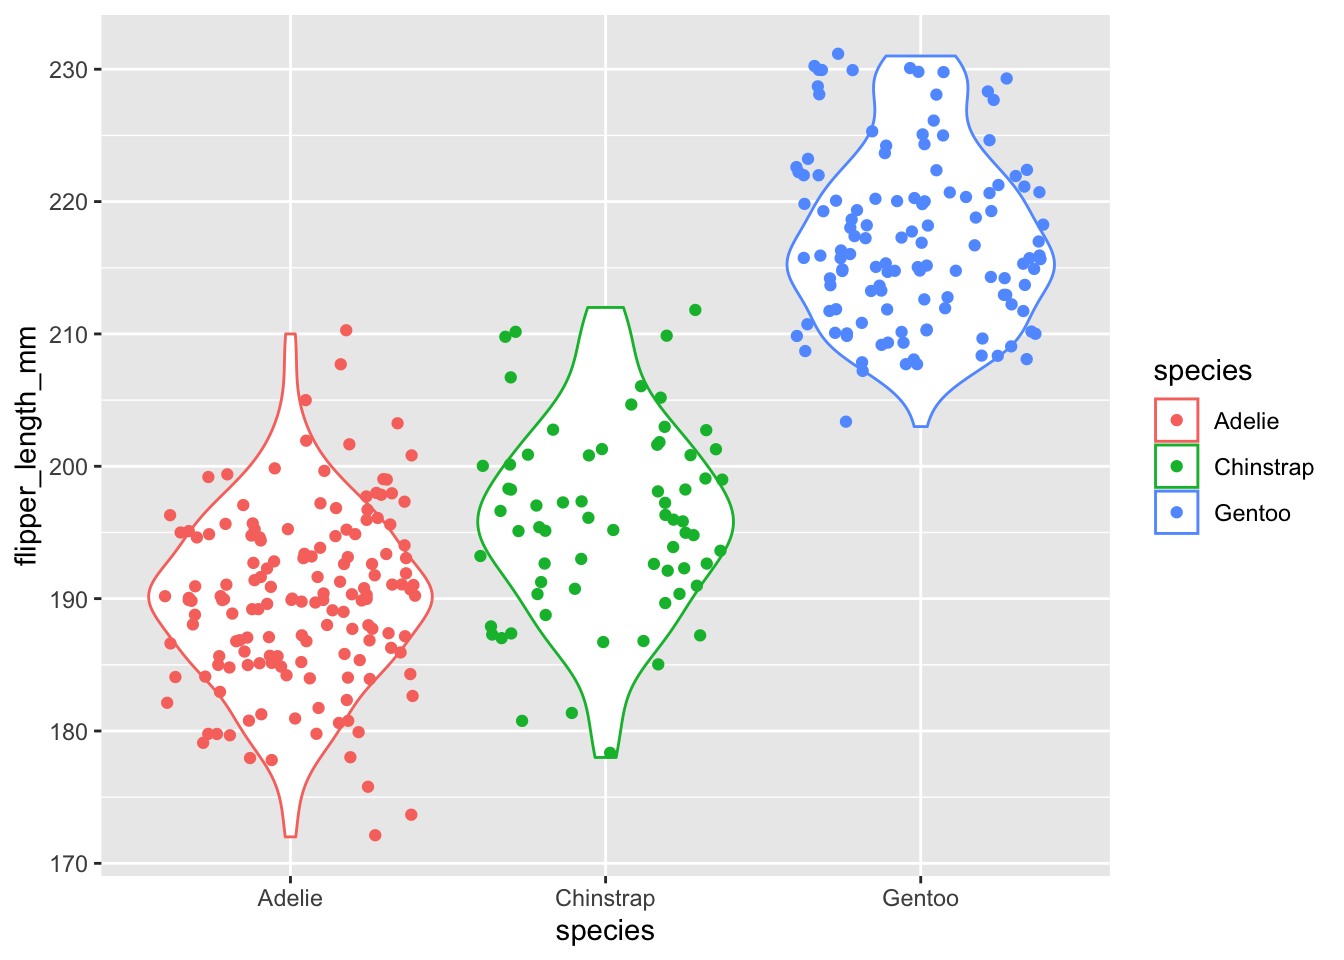 230
220
210
200
190
180
170
flipper_length_mm
Adelie Chinstrap Gentoo
species
species
Adelie
Chinstrap
Gentoo